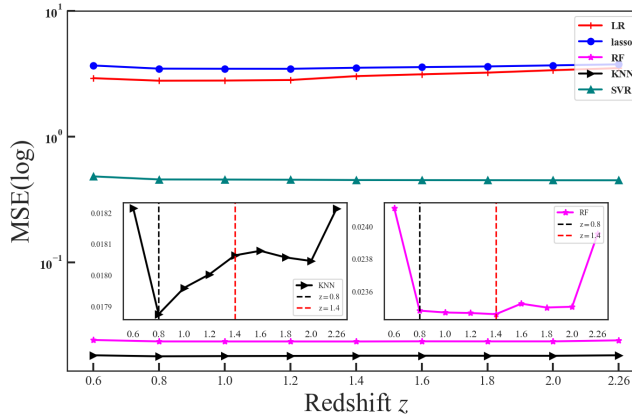 MSE(log)
10¹
10⁰
10⁻¹
LR
lasso
RF
KNN
SVR
0.0182
0.0181
0.0180
0.0179
KNN
z=0.8
z=1.4
0.6 0.8 1.0 1.2 1.4 1.6 1.8 2.0 2.26
0.0240
0.0238
0.0236
RF
z=0.8
z=1.4
0.6 0.8 1.0 1.2 1.4 1.6 1.8 2.0 2.26
0.6 0.8 1.0 1.2 1.4 1.6 1.8 2.0 2.26
Redshift z